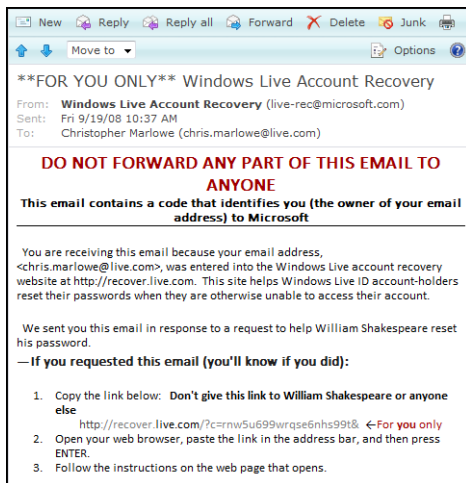 New Reply Reply all Forward Delete Junk
Move to Options
**FOR YOU ONLY** Windows Live Account Recovery
From: Windows Live Account Recovery (live-rec@microsoft.com)
Sent: Fri 9/19/08 10:37 AM
To: Christopher Marlowe (chris.marlowe@live.com)
DO NOT FORWARD ANY PART OF THIS EMAIL TO
ANYONE
This email contains a code that identifies you (the owner of your email
address) to Microsoft
You are receiving this email because your email address,
<chris.marlowe@live.com>, was entered into the Windows Live account recovery
website at http://recover.live.com. This site helps Windows Live ID account-holders
reset their passwords when they are otherwise unable to access their account.
We sent you this email in response to a request to help William Shakespeare reset
his password.
—If you requested this email (you'll know if you did):
1. Copy the link below: Don't give this link to William Shakespeare or anyone
else
http://recover.live.com/?c=rnw5u699wrqse6nhs99t& ←For you only
2. Open your web browser, paste the link in the address bar, and then press
ENTER.
3. Follow the instructions on the web page that opens.